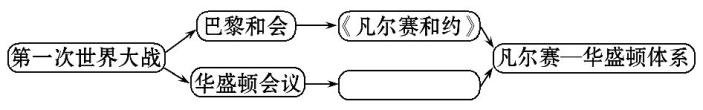 巴黎和会
《凡尔赛和约》
第一次世界大战
凡尔赛—华盛顿体系
华盛顿会议